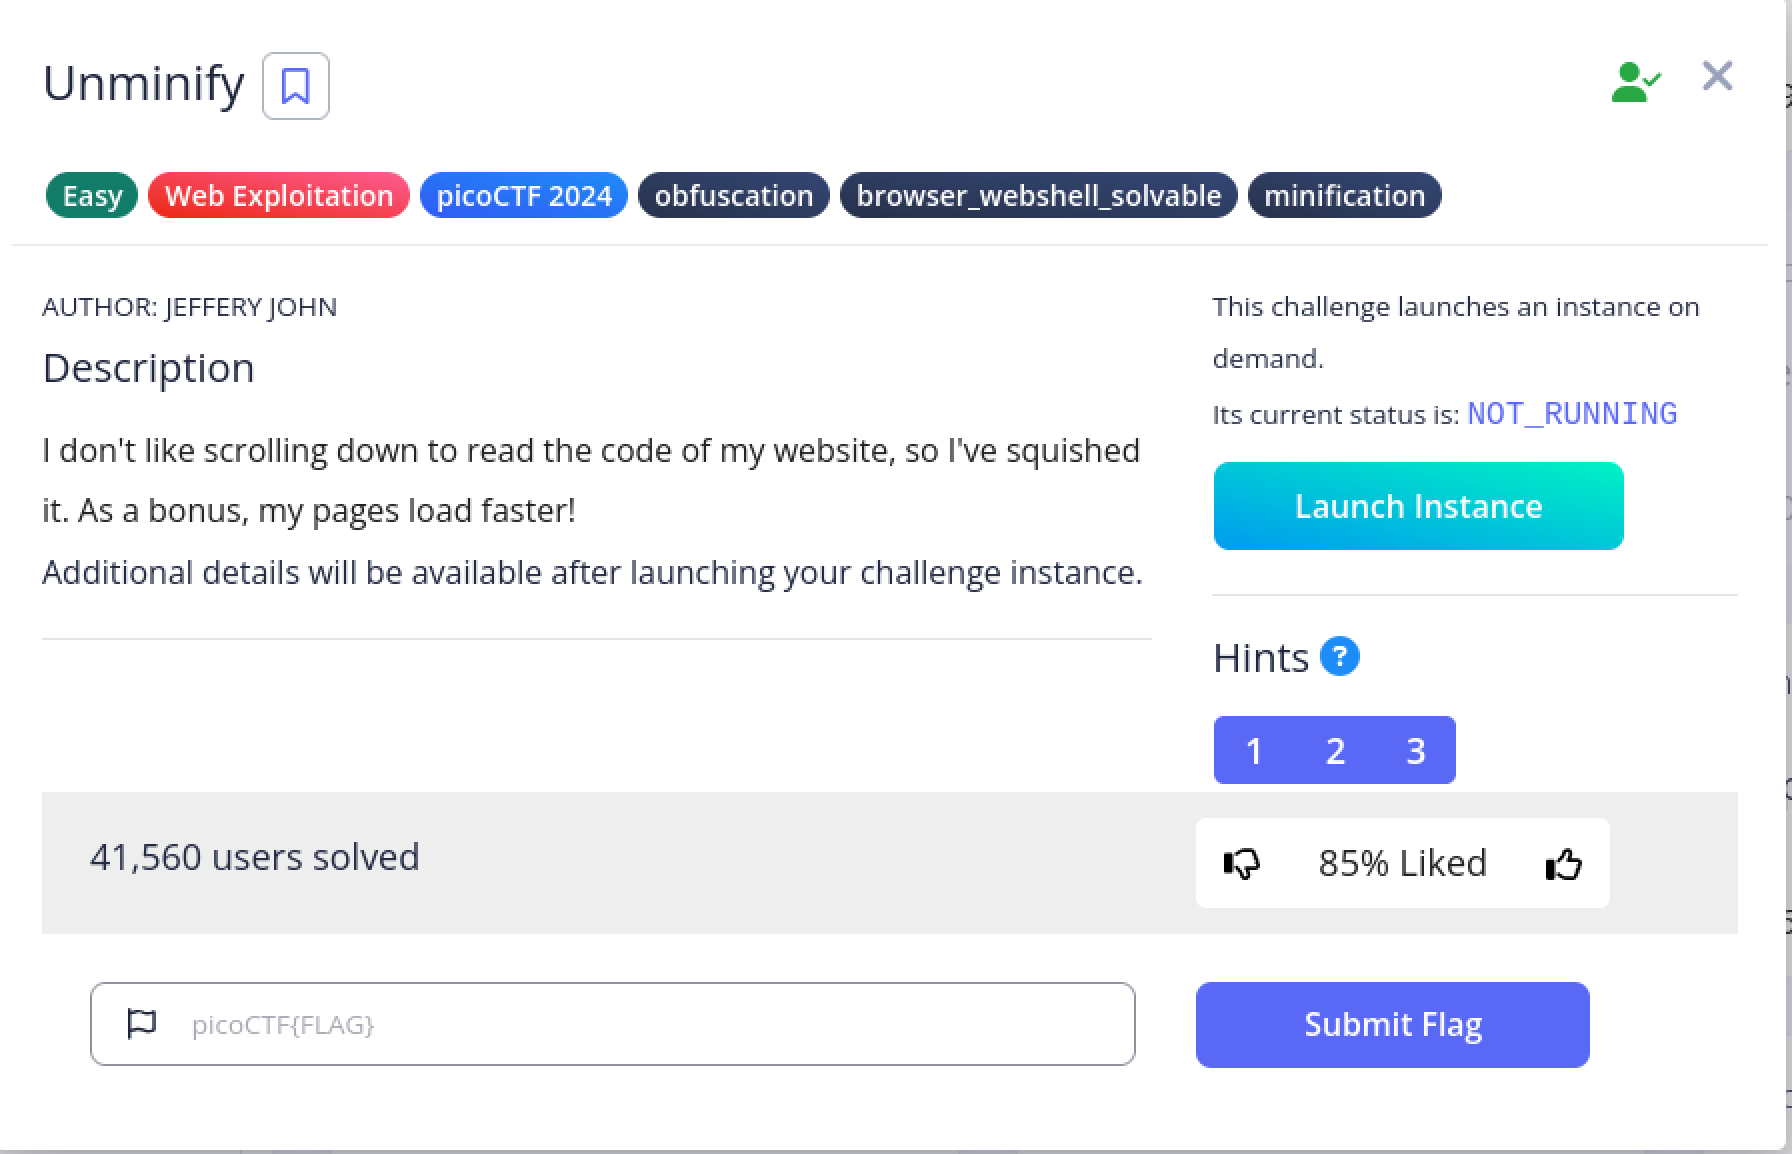 Unminify
Easy Web Exploitation picoCTF 2024 obfuscation browser_webshell_solvable minification
AUTHOR: JEFFERY JOHN
Description
I don't like scrolling down to read the code of my website, so I've squished
it. As a bonus, my pages load faster!
Additional details will be available after launching your challenge instance.
This challenge launches an instance on
demand.
Its current status is: NOT_RUNNING
Launch Instance
Hints ?
1 2 3
41,560 users solved
85% Liked
picoCTF{FLAG}
Submit Flag